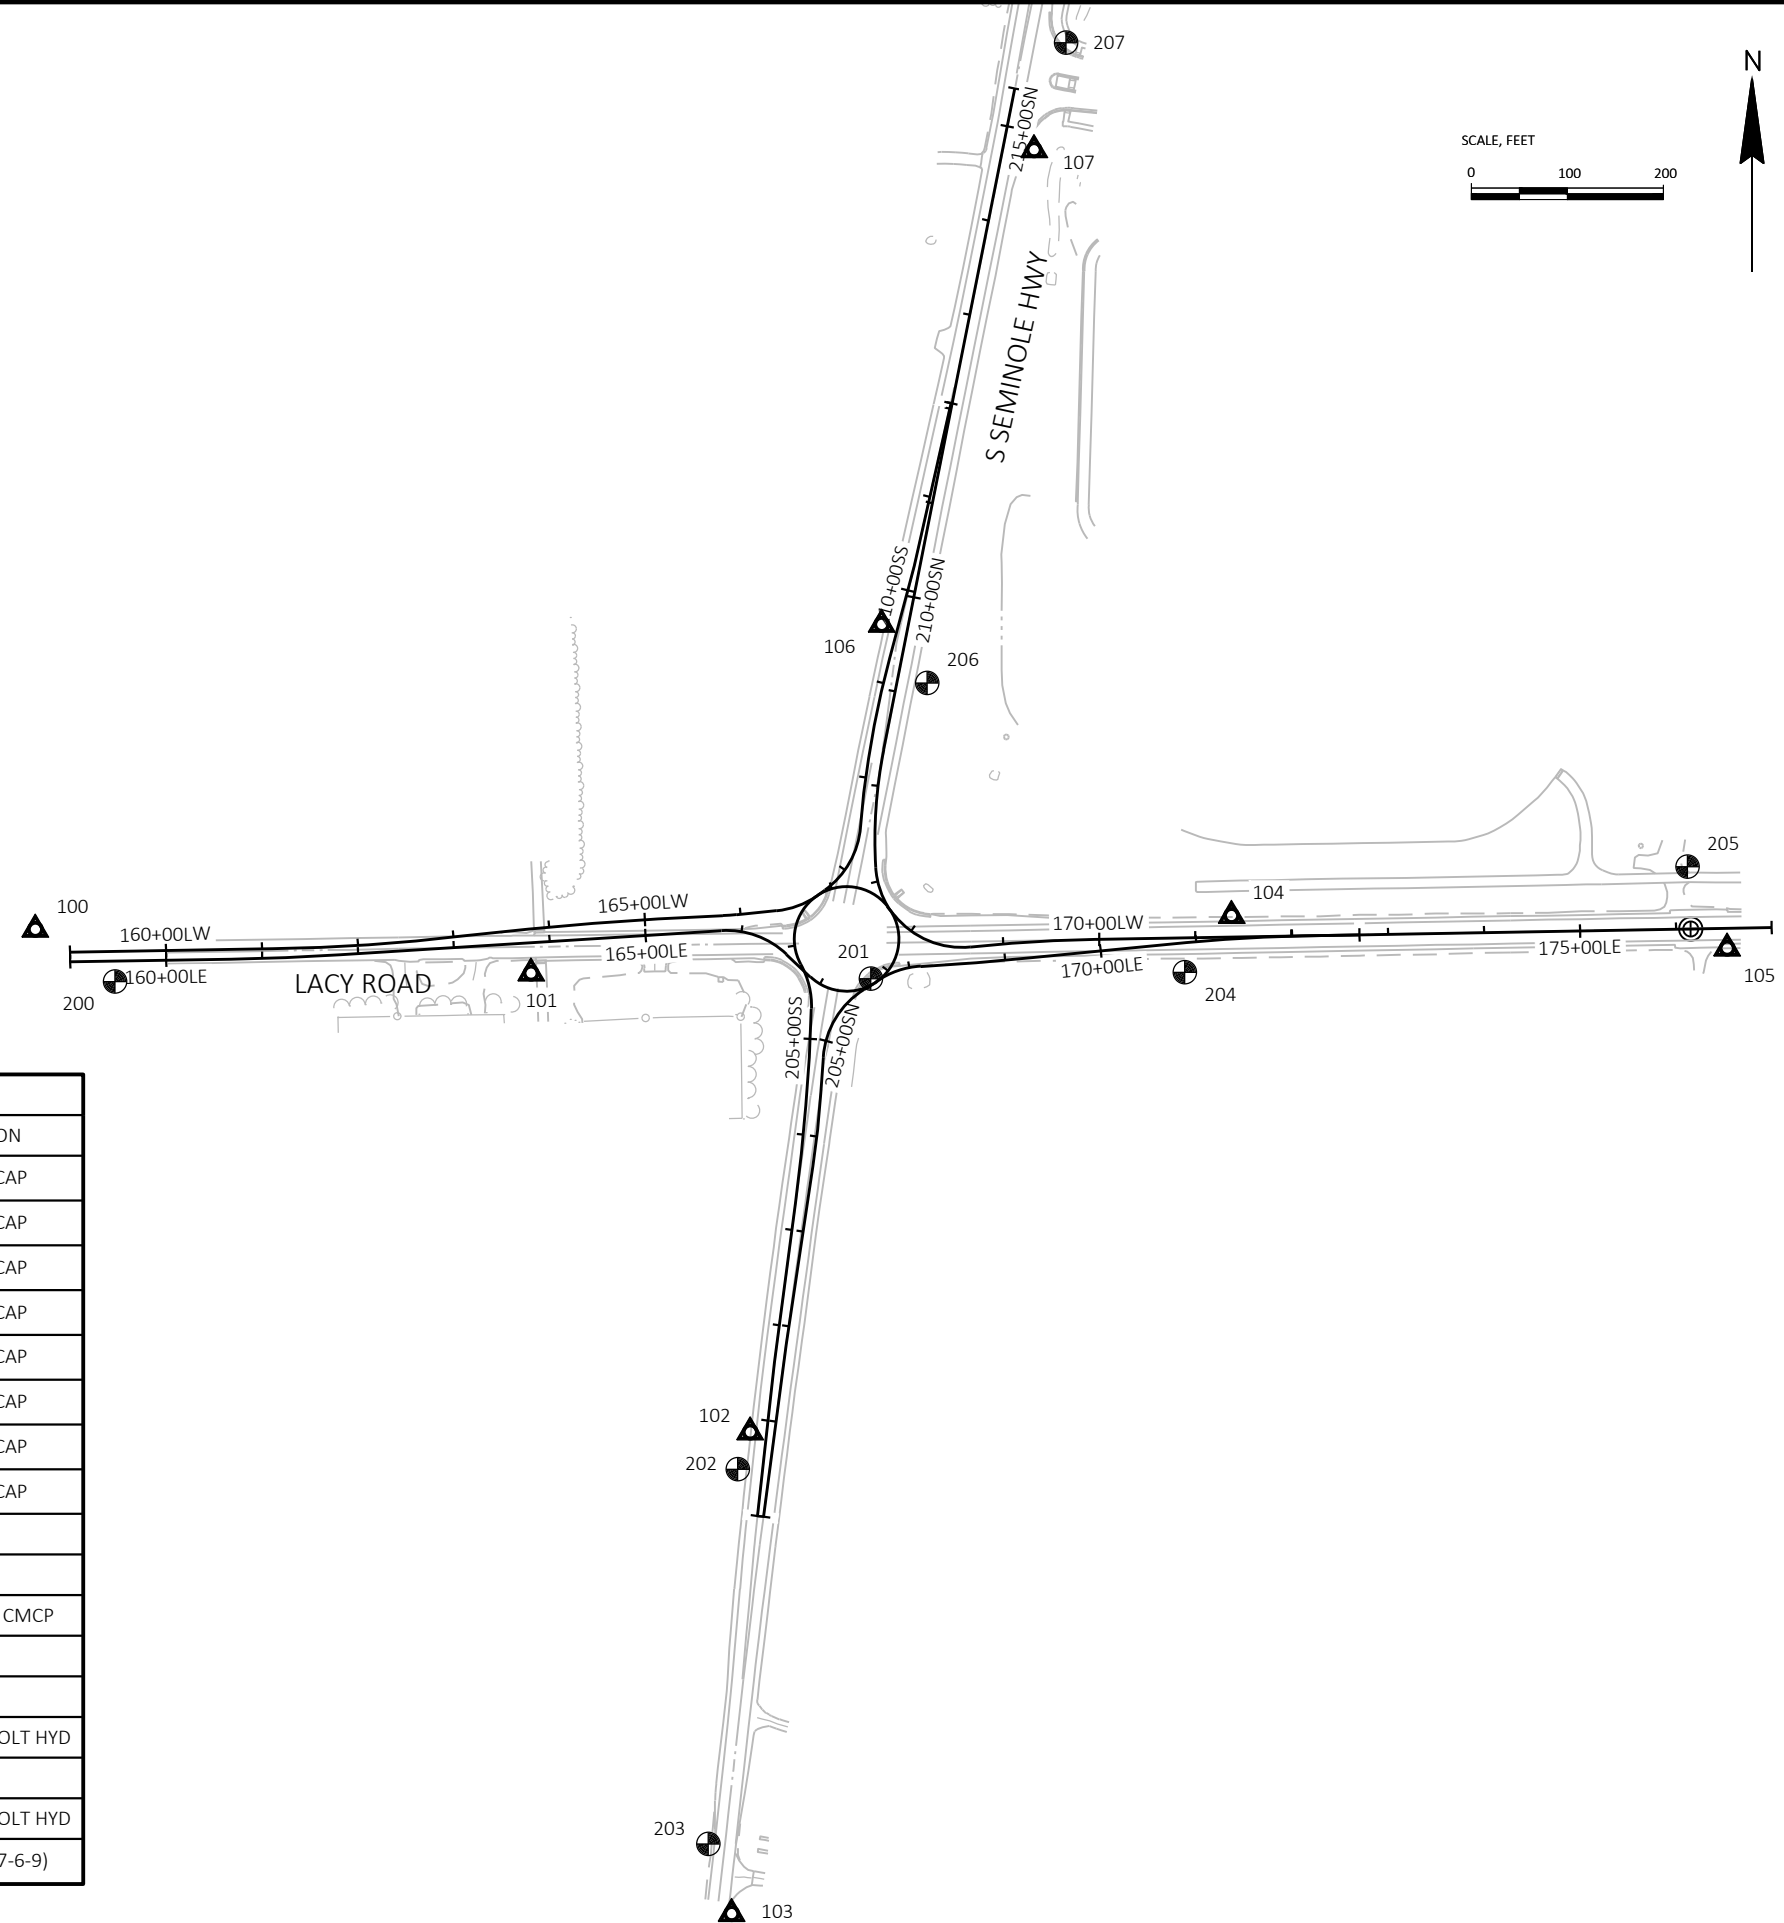 207
N
SCALE, FEET
0 100 200
215+00SN
107
S SEMINOLE HWY
10+00SS
210+00SN
106
206
205
104
100
165+00LW
170+00LW
160+00LW
201
165+00LE
175+00LE
160+00LE
LACY ROAD
170+00LE
105
200
101
204
205+00SS
205+00SN
ON
CAP
CAP
CAP
CAP
CAP
CAP
CAP
CAP
102
202
CMCP
OLT HYD
OLT HYD
203
7-6-9)
103